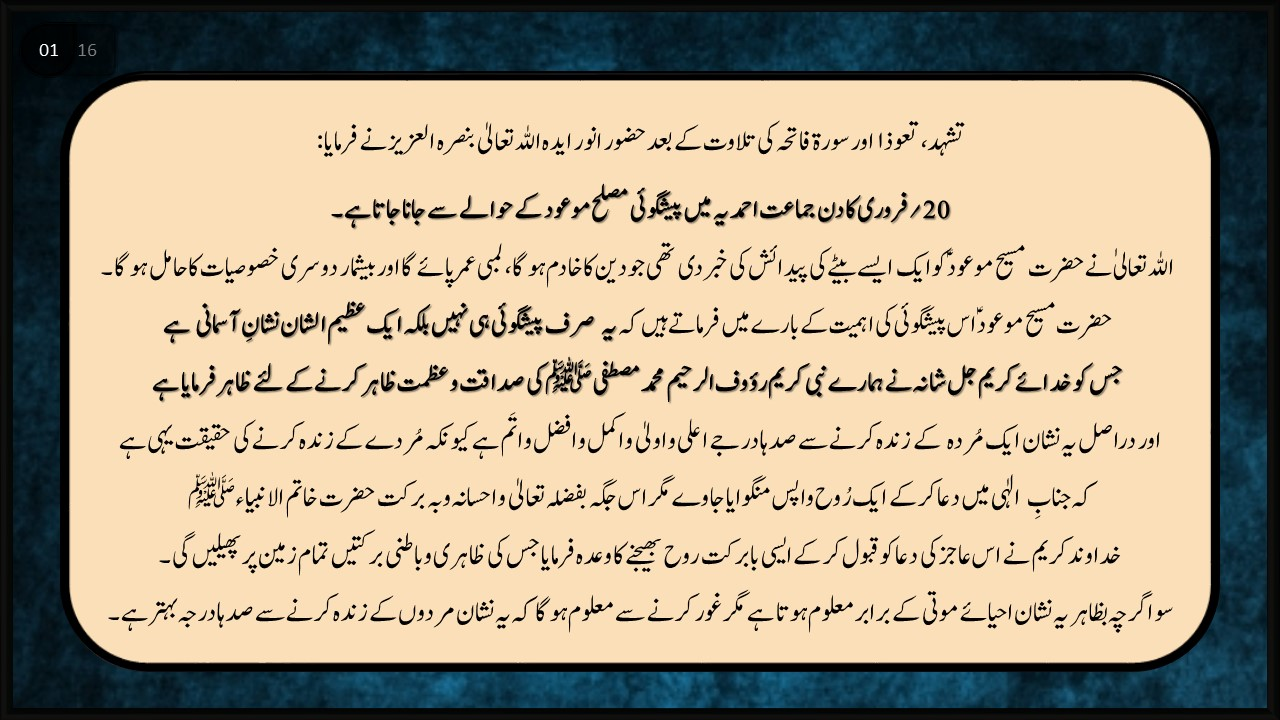 01 16
تشہد، تعوذا اور سورۃ فاتحہ کی تلاوت کے بعد حضور انور ایدہ اللہ تعالیٰ بنصرہ العزیز نے فرمایا:
20؍فروری کا دن جماعت احمدیہ میں پیشگوئی مصلح موعود کے حوالے سے جانا جاتا ہے۔
اللہ تعالیٰ نے حضرت مسیح موعودؑ کو ایک ایسے بیٹے کی پیدائش کی خبر دی تھی جو دین کا خادم ہو گا، لمبی عمر پائے گا اور بیشمار دوسری خصوصیات کا حامل ہو گا۔
حضرت مسیح موعودؑ اس پیشگوئی کی اہمیت کے بارے میں فرماتے ہیں کہ یہ صرف پیشگوئی ہی نہیں بلکہ ایک عظیم الشان نشانِ آسمانی ہے
جس کو خدائے کریم جل شانہ نے ہمارے نبی کریم رؤوف الرحیم محمد مصطفی ﷺ کی صداقت و عظمت ظاہر کرنے کے لئے ظاہر فرمایا ہے
اور دراصل یہ نشان ایک مُردہ کے زندہ کرنے سے صدہا درجے اعلی و اولیٰ و اکمل و افضل و اتَم ہے کیونکہ مُردے کے زندہ کرنے کی حقیقت یہی ہے
کہ جنابِ الٰہی میں دعا کر کے ایک رُوح واپس منگوایا جاوے مگر اس جگہ بفضلہ تعالیٰ و احسانہ و بہ برکت حضرت خاتم الانبیاء ﷺ
خداوند کریم نے اس عاجز کی دعا کو قبول کر کے ایسی بابرکت روح بھیجنے کا وعدہ فرمایا جس کی ظاہری و باطنی برکتیں تمام زمین پر پھیلیں گی۔
سو اگرچہ بظاہر یہ نشان احیائے موتی کے برابر معلوم ہوتا ہے مگر غور کرنے سے معلوم ہو گا کہ یہ نشان مردوں کے زندہ کرنے سے صدہا درجہ بہتر ہے۔